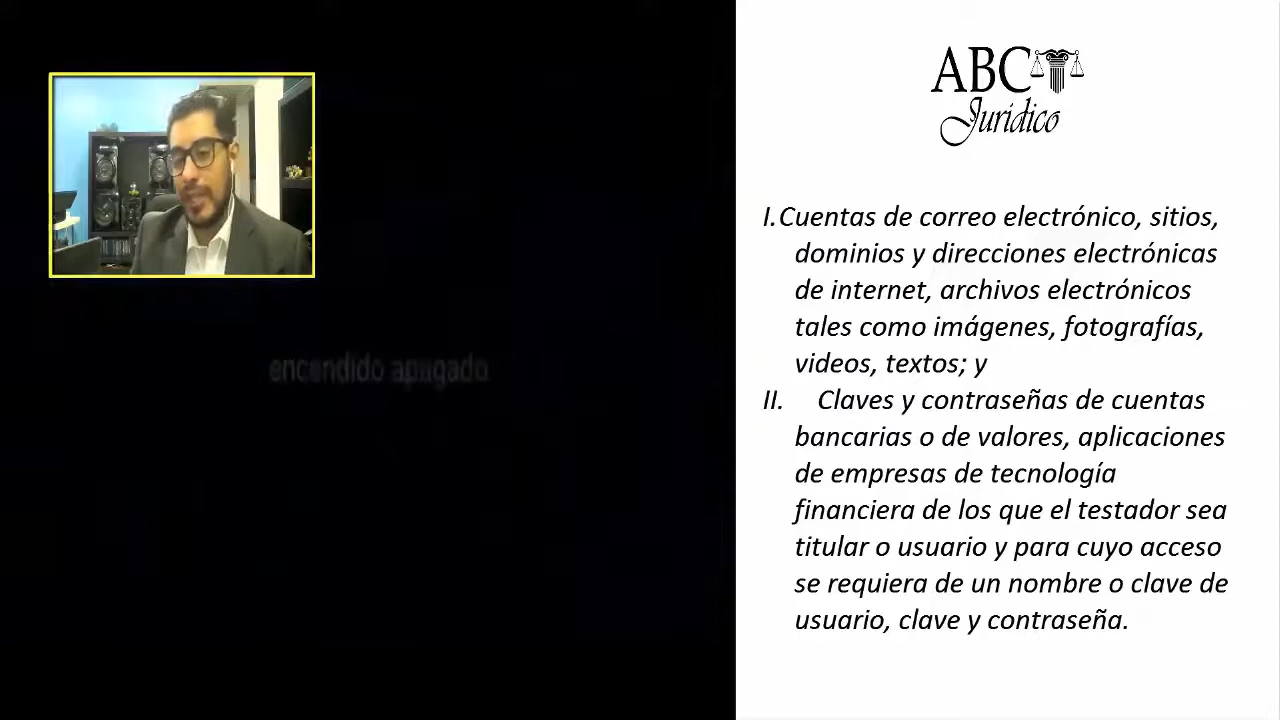 ABC
Jurídico
encendido apagado
I. Cuentas de correo electrónico, sitios,
dominios y direcciones electrónicas
de internet, archivos electrónicos
tales como imágenes, fotografías,
videos, textos; y
II. Claves y contraseñas de cuentas
bancarias o de valores, aplicaciones
de empresas de tecnología
financiera de los que el testador sea
titular o usuario y para cuyo acceso
se requiera de un nombre o clave de
usuario, clave y contraseña.